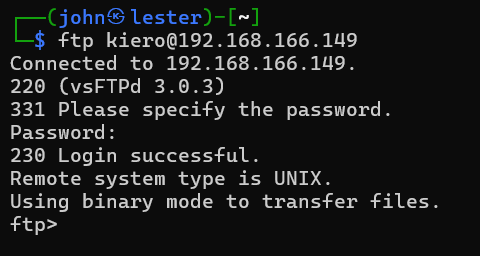 ┌──(john㉿lester)-[~]
└─$ ftp kiero@192.168.166.149
Connected to 192.168.166.149.
220 (vsFTPd 3.0.3)
331 Please specify the password.
Password:
230 Login successful.
Remote system type is UNIX.
Using binary mode to transfer files.
ftp>